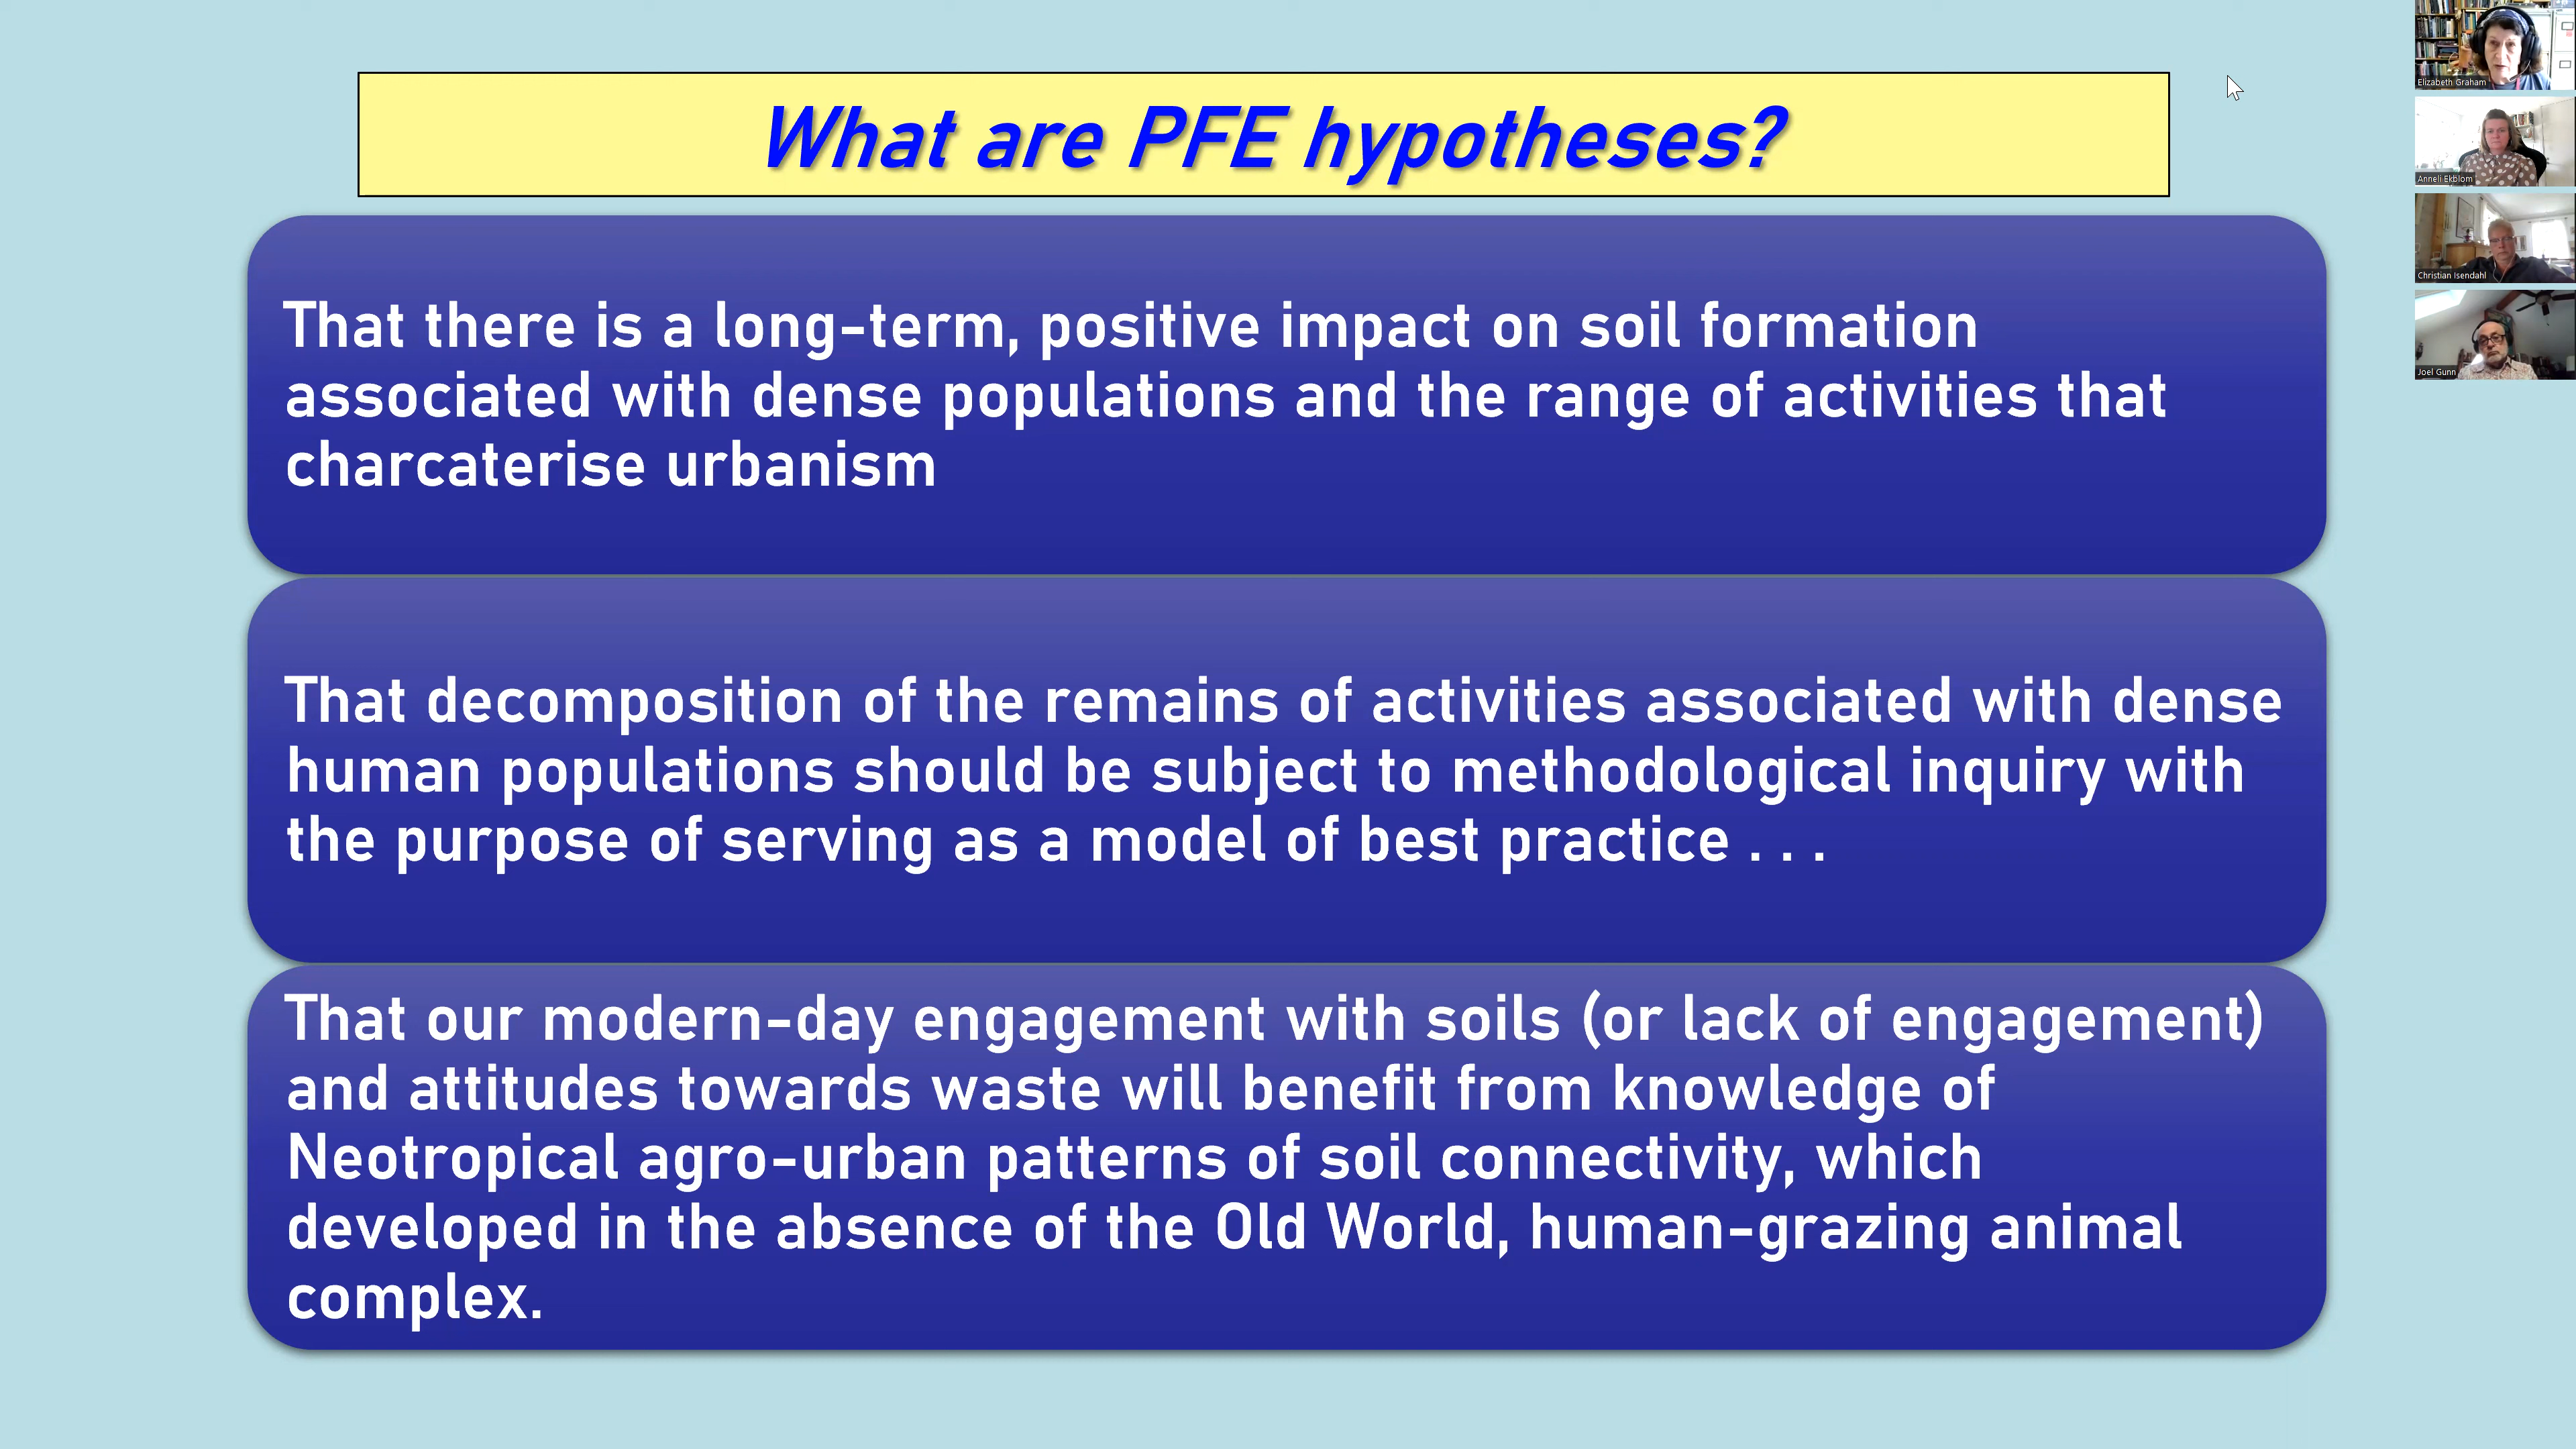 What are PFE hypotheses?
That there is a long-term, positive impact on soil formation
associated with dense populations and the range of activities that
charcaterise urbanism
That decomposition of the remains of activities associated with dense
human populations should be subject to methodological inquiry with
the purpose of serving as a model of best practice . . .
That our modern-day engagement with soils (or lack of engagement)
and attitudes towards waste will benefit from knowledge of
Neotropical agro-urban patterns of soil connectivity, which
developed in the absence of the Old World, human-grazing animal
complex.
Elizabeth Graham
Anneli Ekblom
Christian Isendahl
Joel Gunn